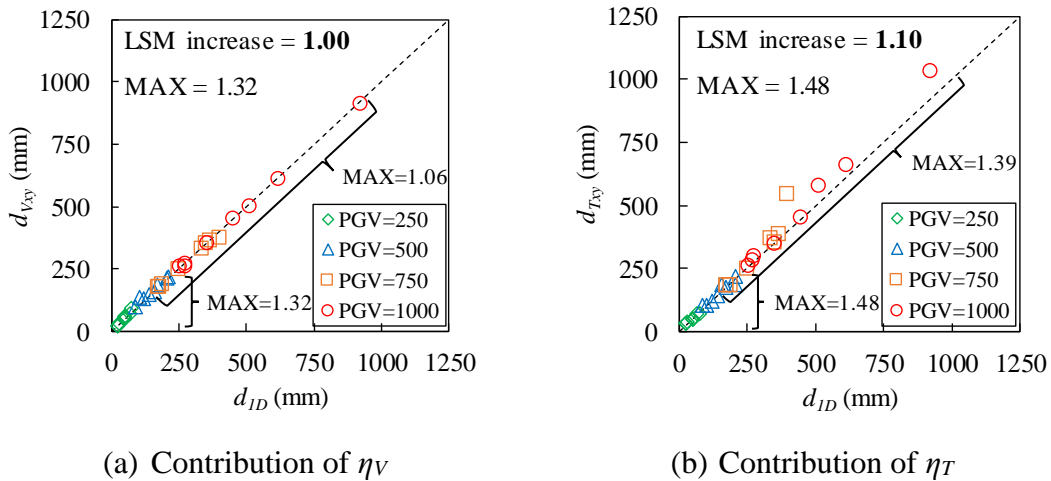 1250
1000
750
500
250
0
d_Vxy (mm)
LSM increase = 1.00
MAX = 1.32
MAX=1.06
MAX=1.32
PGV=250
PGV=500
PGV=750
PGV=1000
0 250 500 750 1000 1250
d_1D (mm)
(a) Contribution of η_V
1250
1000
750
500
250
0
d_Txy (mm)
LSM increase = 1.10
MAX = 1.48
MAX=1.39
MAX=1.48
PGV=250
PGV=500
PGV=750
PGV=1000
0 250 500 750 1000 1250
d_1D (mm)
(b) Contribution of η_T